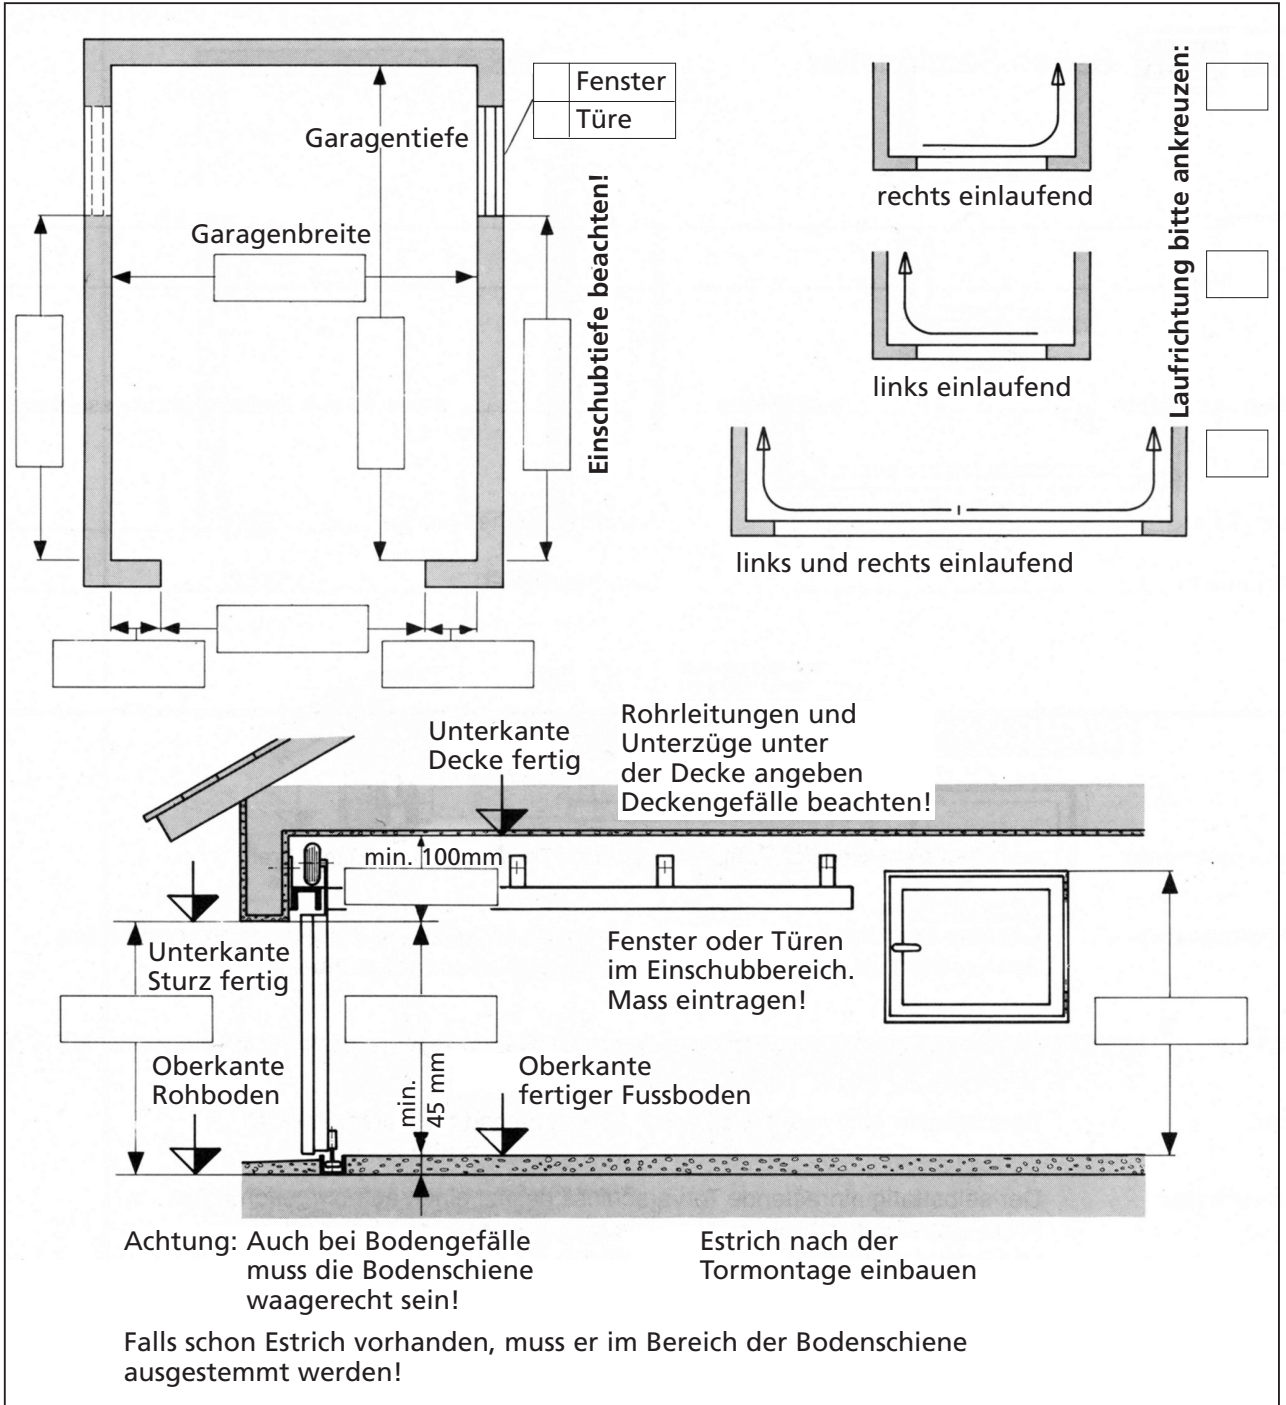 Fenster
Türe
Garagentiefe
Garagenbreite
Einschubtiefe beachten!
rechts einlaufend
links einlaufend
links und rechts einlaufend
Laufrichtung bitte ankreuzen:
Unterkante
Decke fertig
Rohrleitungen und
Unterzüge unter
der Decke angeben
Deckengefälle beachten!
min. 100mm
Unterkante
Sturz fertig
Fenster oder Türen
im Einschubbereich.
Mass eintragen!
Oberkante
Rohboden
min.
45 mm
Oberkante
fertiger Fussboden
Achtung: Auch bei Bodengefälle
muss die Bodenschiene
waagerecht sein!
Estrich nach der
Tormontage einbauen
Falls schon Estrich vorhanden, muss er im Bereich der Bodenschiene
ausgestemmt werden!